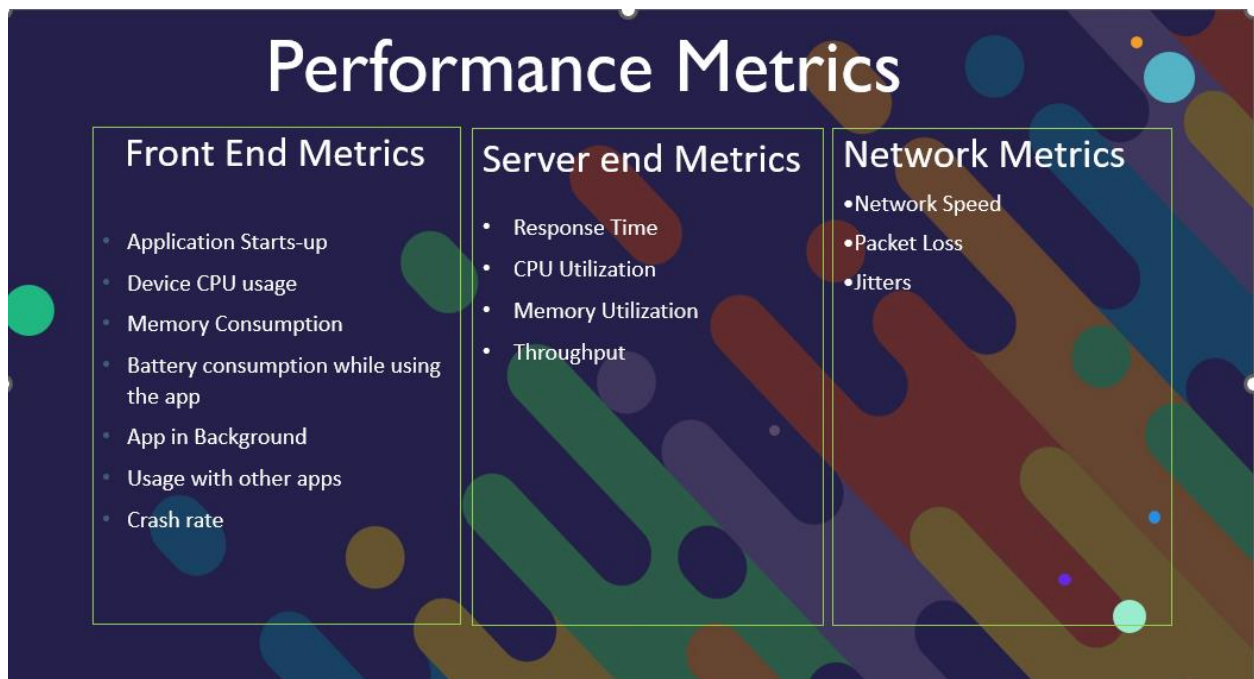 Performance Metrics
Front End Metrics
• Application Starts-up
• Device CPU usage
• Memory Consumption
• Battery consumption while using
the app
• App in Background
• Usage with other apps
• Crash rate
Server end Metrics
• Response Time
• CPU Utilization
• Memory Utilization
• Throughput
Network Metrics
•Network Speed
•Packet Loss
•Jitters